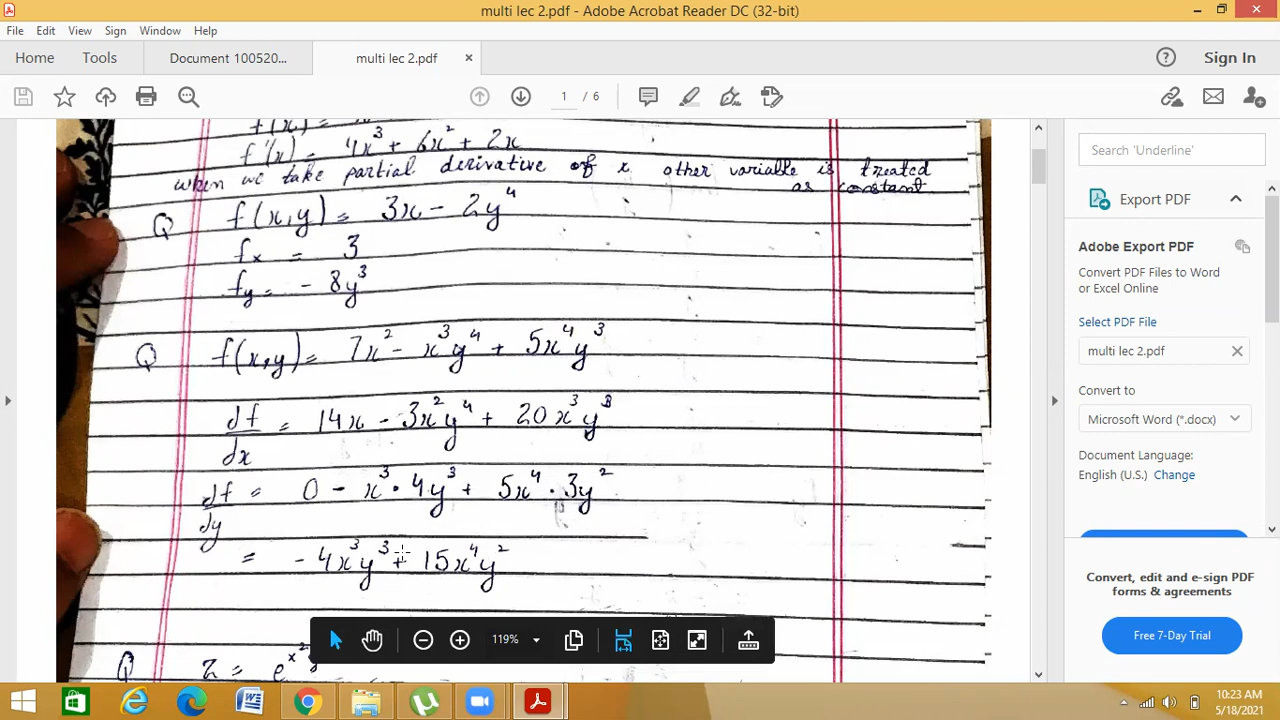 multi lec 2.pdf - Adobe Acrobat Reader DC (32-bit)
File Edit View Sign Window Help
Home Tools Document 100520... multi lec 2.pdf × Sign In
1 / 6
f(x) =
f'(x) = 4x³ + 6x² + 2x
when we take partial derivative of x other variable is treated
as constant
Q f(x,y) = 3x - 2y⁴
fx = 3
fy = - 8y³
Q f(x,y) = 7x² - x³y⁴ + 5x⁴y³
df/dx = 14x - 3x²y⁴ + 20x³y³
df/dy = 0 - x³ • 4y³ + 5x⁴ • 3y²
= - 4x³y³ + 15x⁴y²
Q Z =
119%
Search 'Underline'
Export PDF
Adobe Export PDF
Convert PDF Files to Word
or Excel Online
Select PDF File
multi lec 2.pdf
Convert to
Microsoft Word (*.docx)
Document Language:
English (U.S.) Change
Convert, edit and e-sign PDF
forms & agreements
Free 7-Day Trial
10:23 AM
5/18/2021